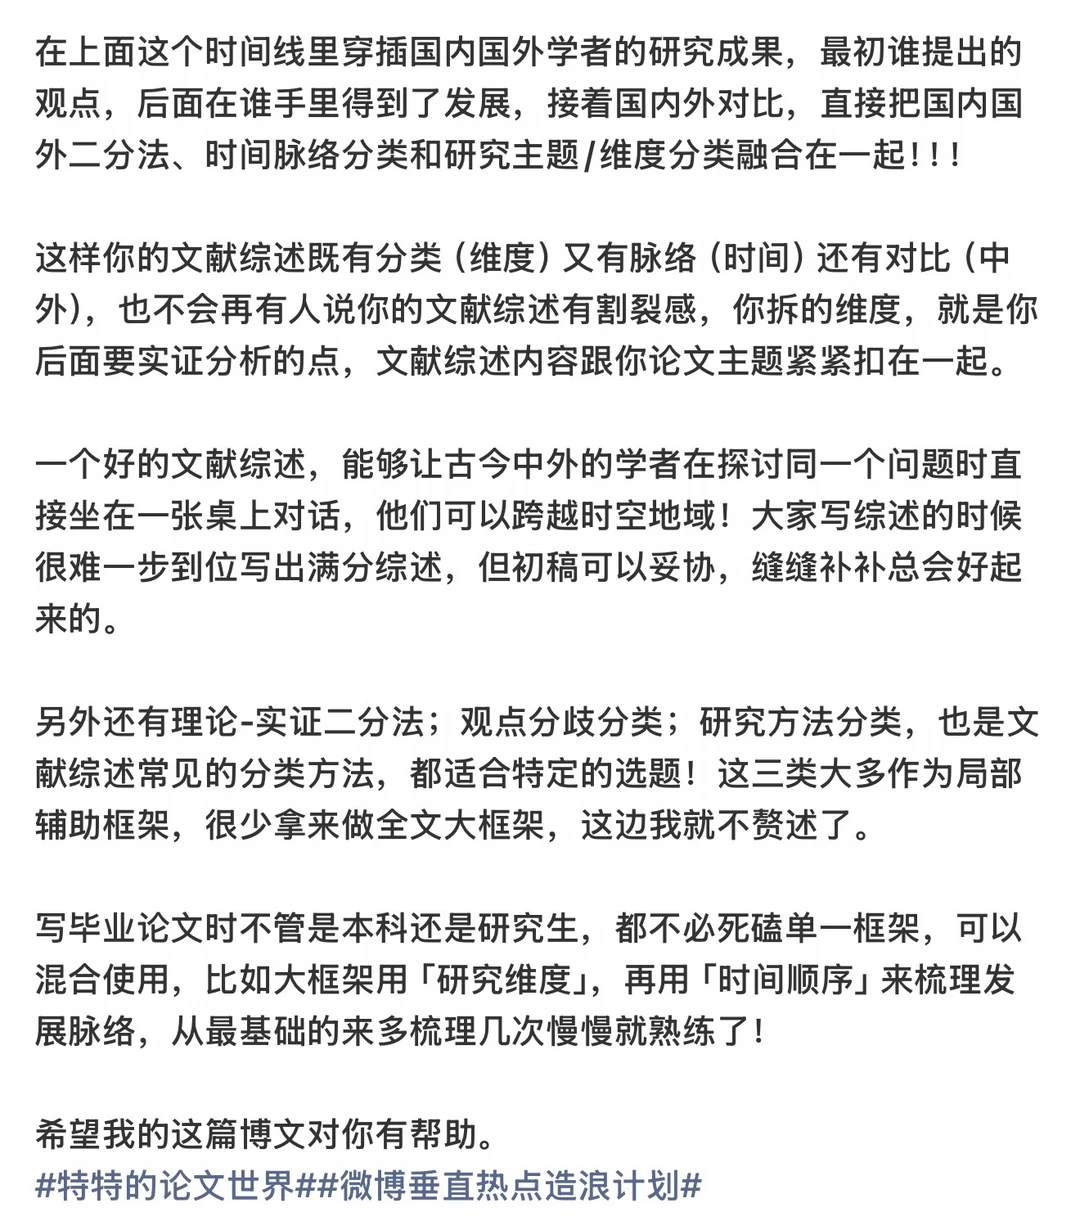 在上面这个时间线里穿插国内国外学者的研究成果，最初谁提出的
观点，后面在谁手里得到了发展，接着国内外对比，直接把国内国
外二分法、时间脉络分类和研究主题/维度分类融合在一起！！！
这样你的文献综述既有分类（维度）又有脉络（时间）还有对比（中
外），也不会再有人说你的文献综述有割裂感，你拆的维度，就是你
后面要实证分析的点，文献综述内容跟你论文主题紧紧扣在一起。
一个好的文献综述，能够让古今中外的学者在探讨同一个问题时直
接坐在一张桌上对话，他们可以跨越时空地域！大家写综述的时候
很难一步到位写出满分综述，但初稿可以妥协，缝缝补补总会好起
来的。
另外还有理论-实证二分法；观点分歧分类；研究方法分类，也是文
献综述常见的分类方法，都适合特定的选题！这三类大多作为局部
辅助框架，很少拿来做全文大框架，这边我就不赘述了。
写毕业论文时不管是本科还是研究生，都不必死磕单一框架，可以
混合使用，比如大框架用「研究维度」，再用「时间顺序」来梳理发
展脉络，从最基础的来多梳理几次慢慢就熟练了！
希望我的这篇博文对你有帮助。
#特特的论文世界##微博垂直热点造浪计划#